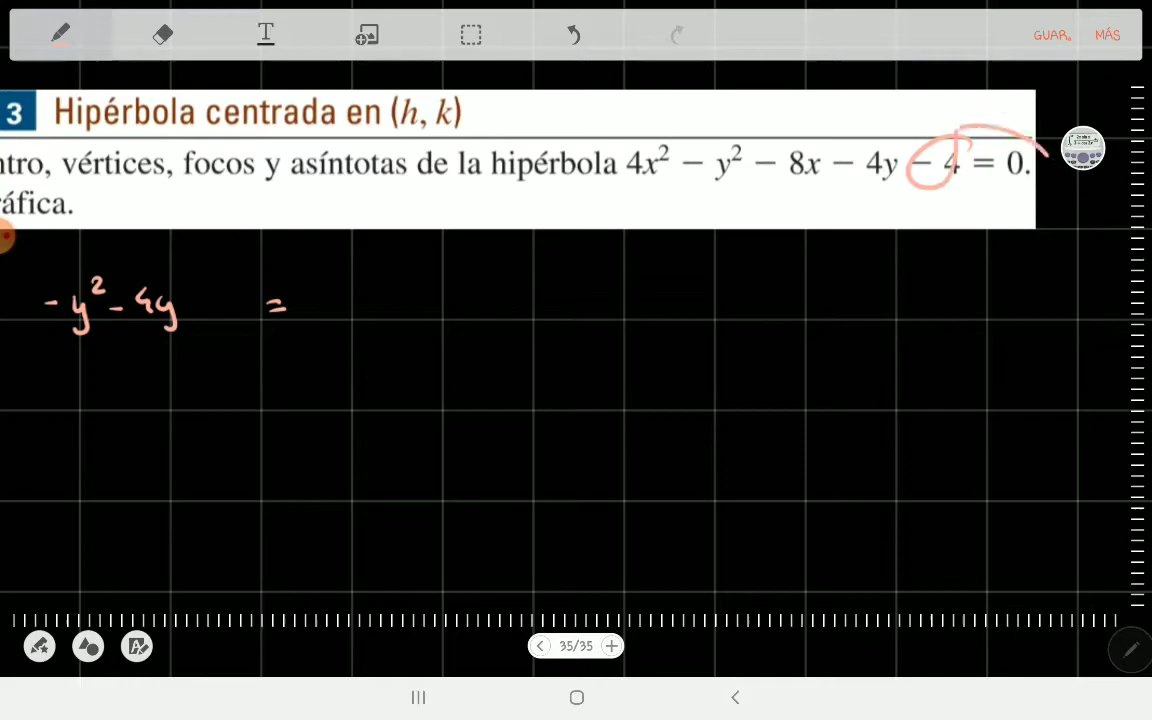 T
GUAR.
MÁS
3 Hipérbola centrada en (h, k)
ntro, vértices, focos y asíntotas de la hipérbola 4x² − y² − 8x − 4y − 4 = 0.
áfica.
- y² - 4y =
35/35